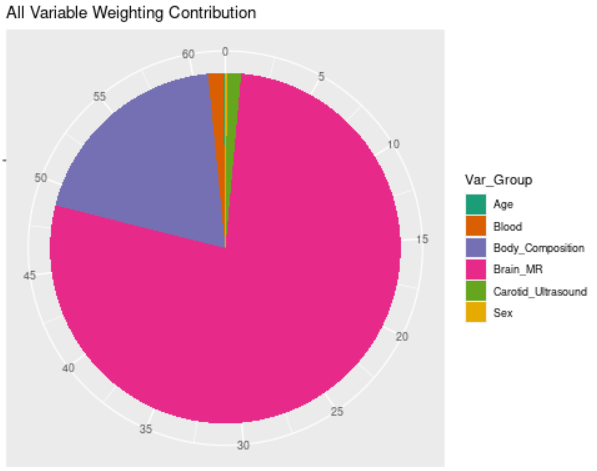 All Variable Weighting Contribution
60
0
5
55
10
50
15
45
20
40
25
35
30
Var_Group
Age
Blood
Body_Composition
Brain_MR
Carotid_Ultrasound
Sex